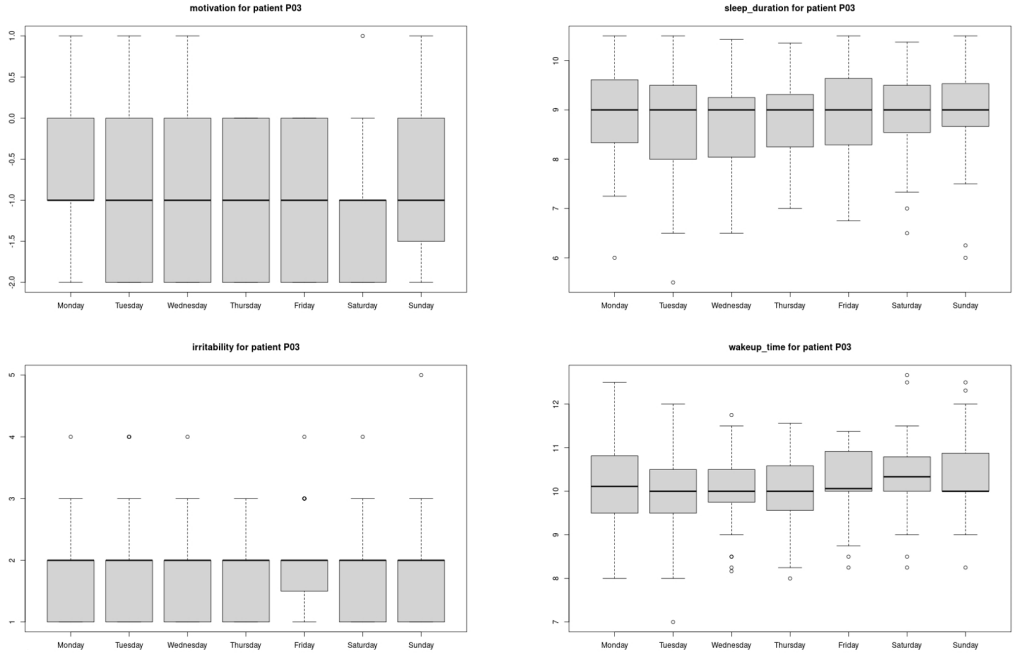 motivation for patient P03
1.0
0.5
0.0
-0.5
-1.0
-1.5
-2.0
Monday Tuesday Wednesday Thursday Friday Saturday Sunday
sleep_duration for patient P03
10
9
8
7
6
Monday Tuesday Wednesday Thursday Friday Saturday Sunday
irritability for patient P03
5
4
3
2
1
Monday Tuesday Wednesday Thursday Friday Saturday Sunday
wakeup_time for patient P03
12
11
10
9
8
7
Monday Tuesday Wednesday Thursday Friday Saturday Sunday